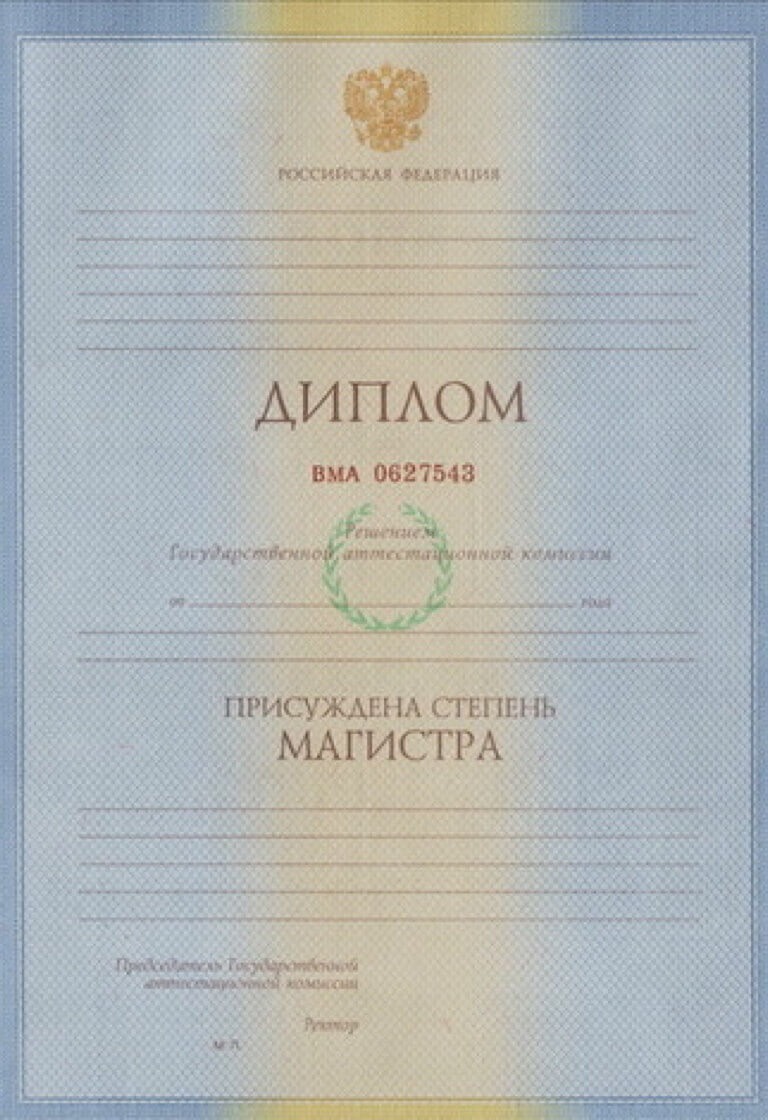 РОССИЙСКАЯ ФЕДЕРАЦИЯ
ДИПЛОМ
ВМА 0627543
Решением
Государственной аттестационной комиссии
от года
ПРИСУЖДЕНА СТЕПЕНЬ
МАГИСТРА
Председатель Государственной
аттестационной комиссии
Ректор
М. П.